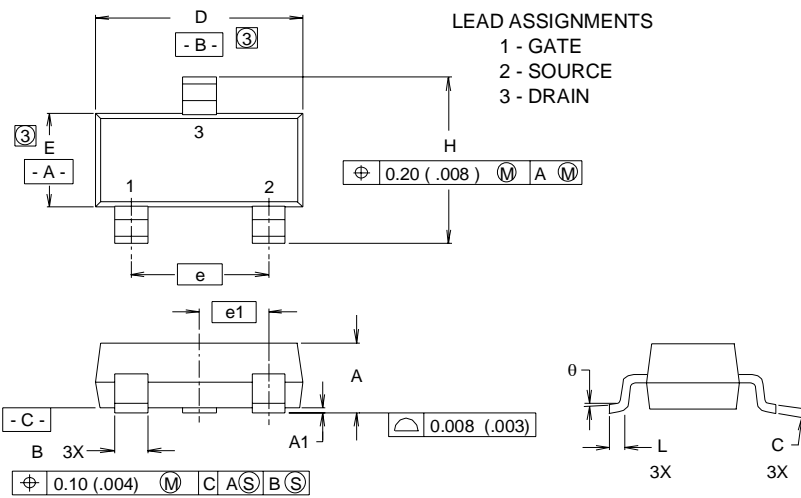 D
- B -
3
LEAD ASSIGNMENTS
1 - GATE
2 - SOURCE
3 - DRAIN
3
E
- A -
3
H
⌖ 0.20 ( .008 ) Ⓜ A Ⓜ
1
2
e
e1
A
θ
- C -
⌓ 0.008 (.003)
B 3X
A1
L
3X
C
3X
⌖ 0.10 (.004) Ⓜ C A Ⓢ B Ⓢ